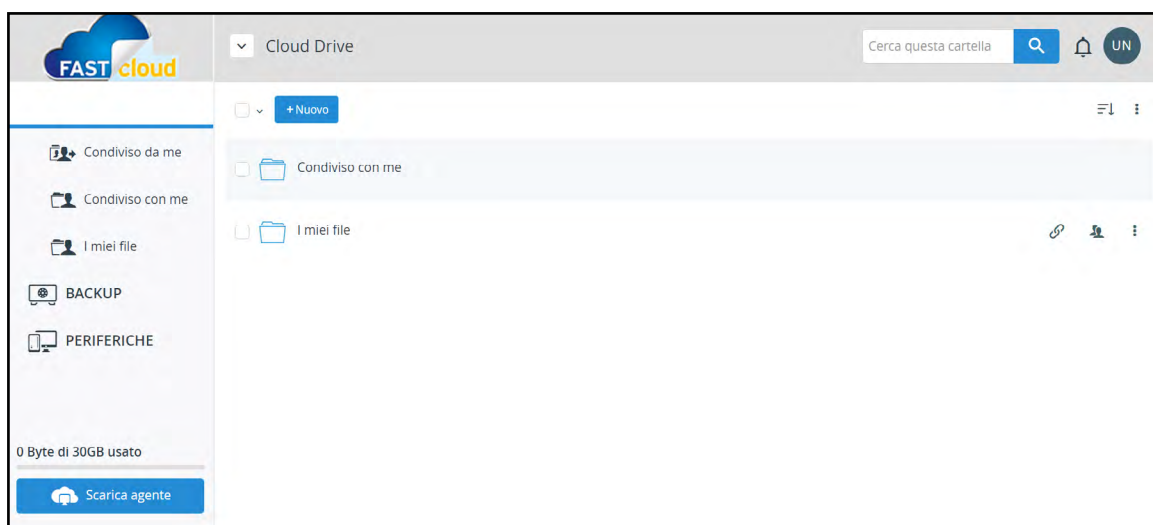 FAST cloud
Cloud Drive
Cerca questa cartella
UN
+Nuovo
Condiviso da me
Condiviso con me
I miei file
BACKUP
PERIFERICHE
0 Byte di 30GB usato
Scarica agente
Condiviso con me
I miei file